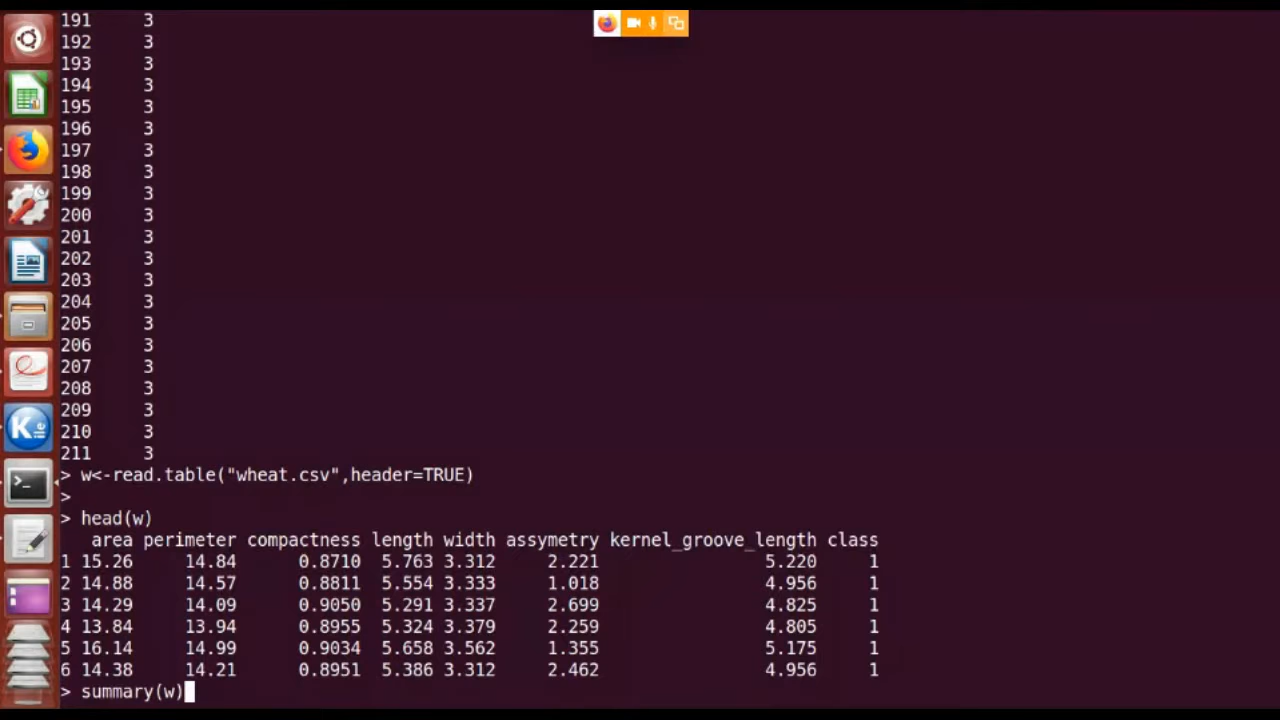 191 3
192 3
193 3
194 3
195 3
196 3
197 3
198 3
199 3
200 3
201 3
202 3
203 3
204 3
205 3
206 3
207 3
208 3
209 3
210 3
211 3
> w<-read.table("wheat.csv",header=TRUE)
>
> head(w)
area perimeter compactness length width assymetry kernel_groove_length class
1 15.26 14.84 0.8710 5.763 3.312 2.221 5.220 1
2 14.88 14.57 0.8811 5.554 3.333 1.018 4.956 1
3 14.29 14.09 0.9050 5.291 3.337 2.699 4.825 1
4 13.84 13.94 0.8955 5.324 3.379 2.259 4.805 1
5 16.14 14.99 0.9034 5.658 3.562 1.355 5.175 1
6 14.38 14.21 0.8951 5.386 3.312 2.462 4.956 1
> summary(w)